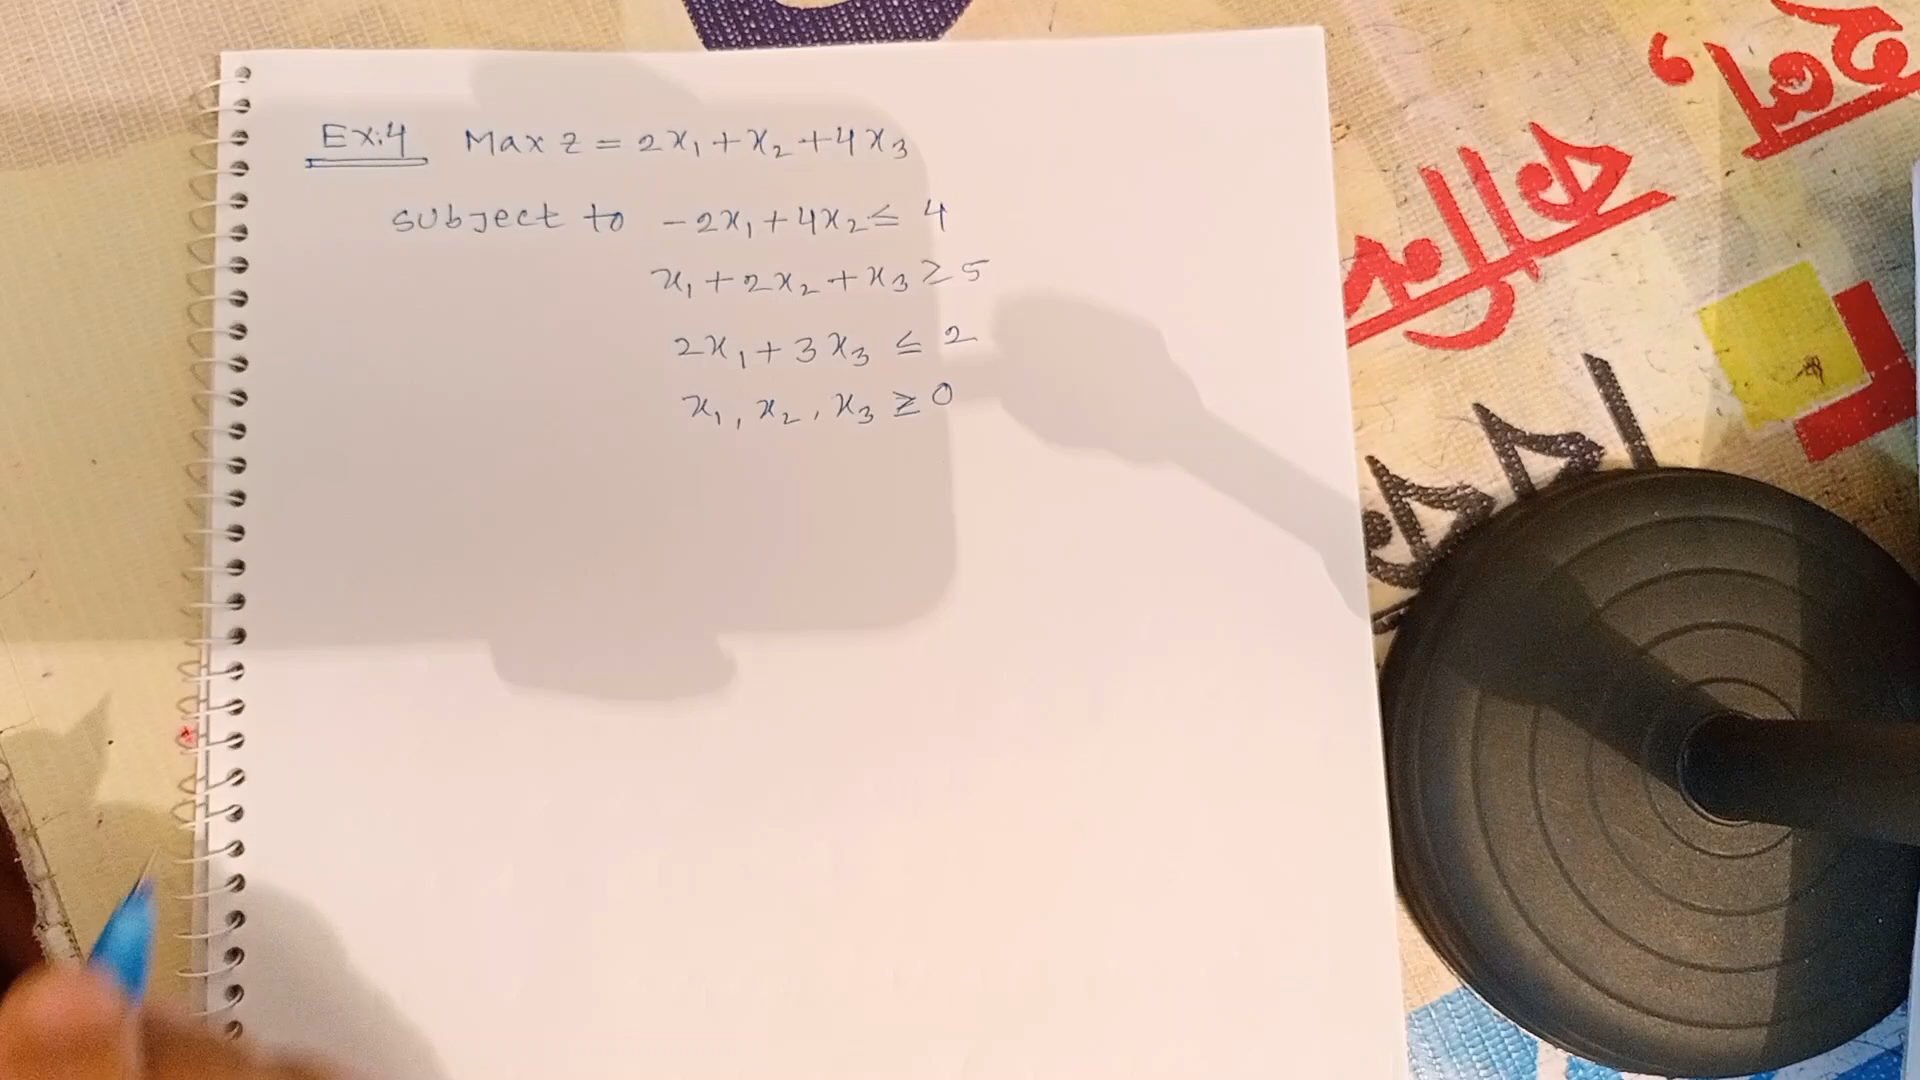 Ex:4 Max z = 2x₁ + x₂ + 4x₃
subject to -2x₁ + 4x₂ ≤ 4
x₁ + 2x₂ + x₃ ≥ 5
2x₁ + 3x₃ ≤ 2
x₁, x₂, x₃ ≥ 0